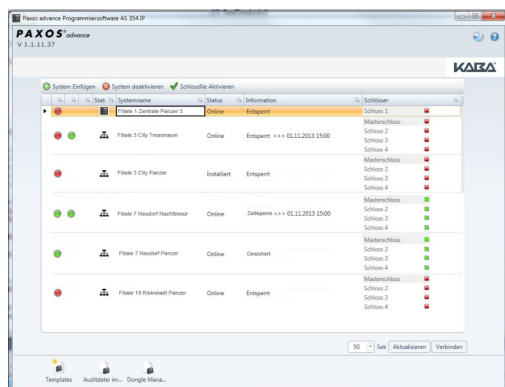 Paxos advance Programmiersoftware AS 354 IP
PAXOS® advance
V 1.1.11.37
KABA®
System Einfügen System deaktivieren Schlossfile Aktivieren
Stat: Systemname Status Information Schlösser
Filiale 1 Zentrale Panzer 3 Online Entsperrt Schloss 1
Masterschloss
Schloss 2
Filiale 3 City Tresorraum Online Entsperrt >>> 01.11.2013 15:00
Schloss 3
Schloss 4
Masterschloss
Schloss 2
Filiale 3 City Panzer Installiert Entsperrt
Schloss 3
Schloss 4
Masterschloss
Schloss 2
Filiale 7 Neudorf Nachttresor Online Zeitsperre >>> 01.11.2013 15:00
Schloss 3
Schloss 4
Masterschloss
Schloss 2
Filiale 7 Neudorf Panzer Online Gesichert
Schloss 3
Schloss 4
Masterschloss
Schloss 2
Filiale 19 Kleinstadt Panzer Online Entsperrt
Schloss 3
Schloss 4
50 Sek Aktualisieren Verbinden
Templates Auditdatei im... Dongle Mana...